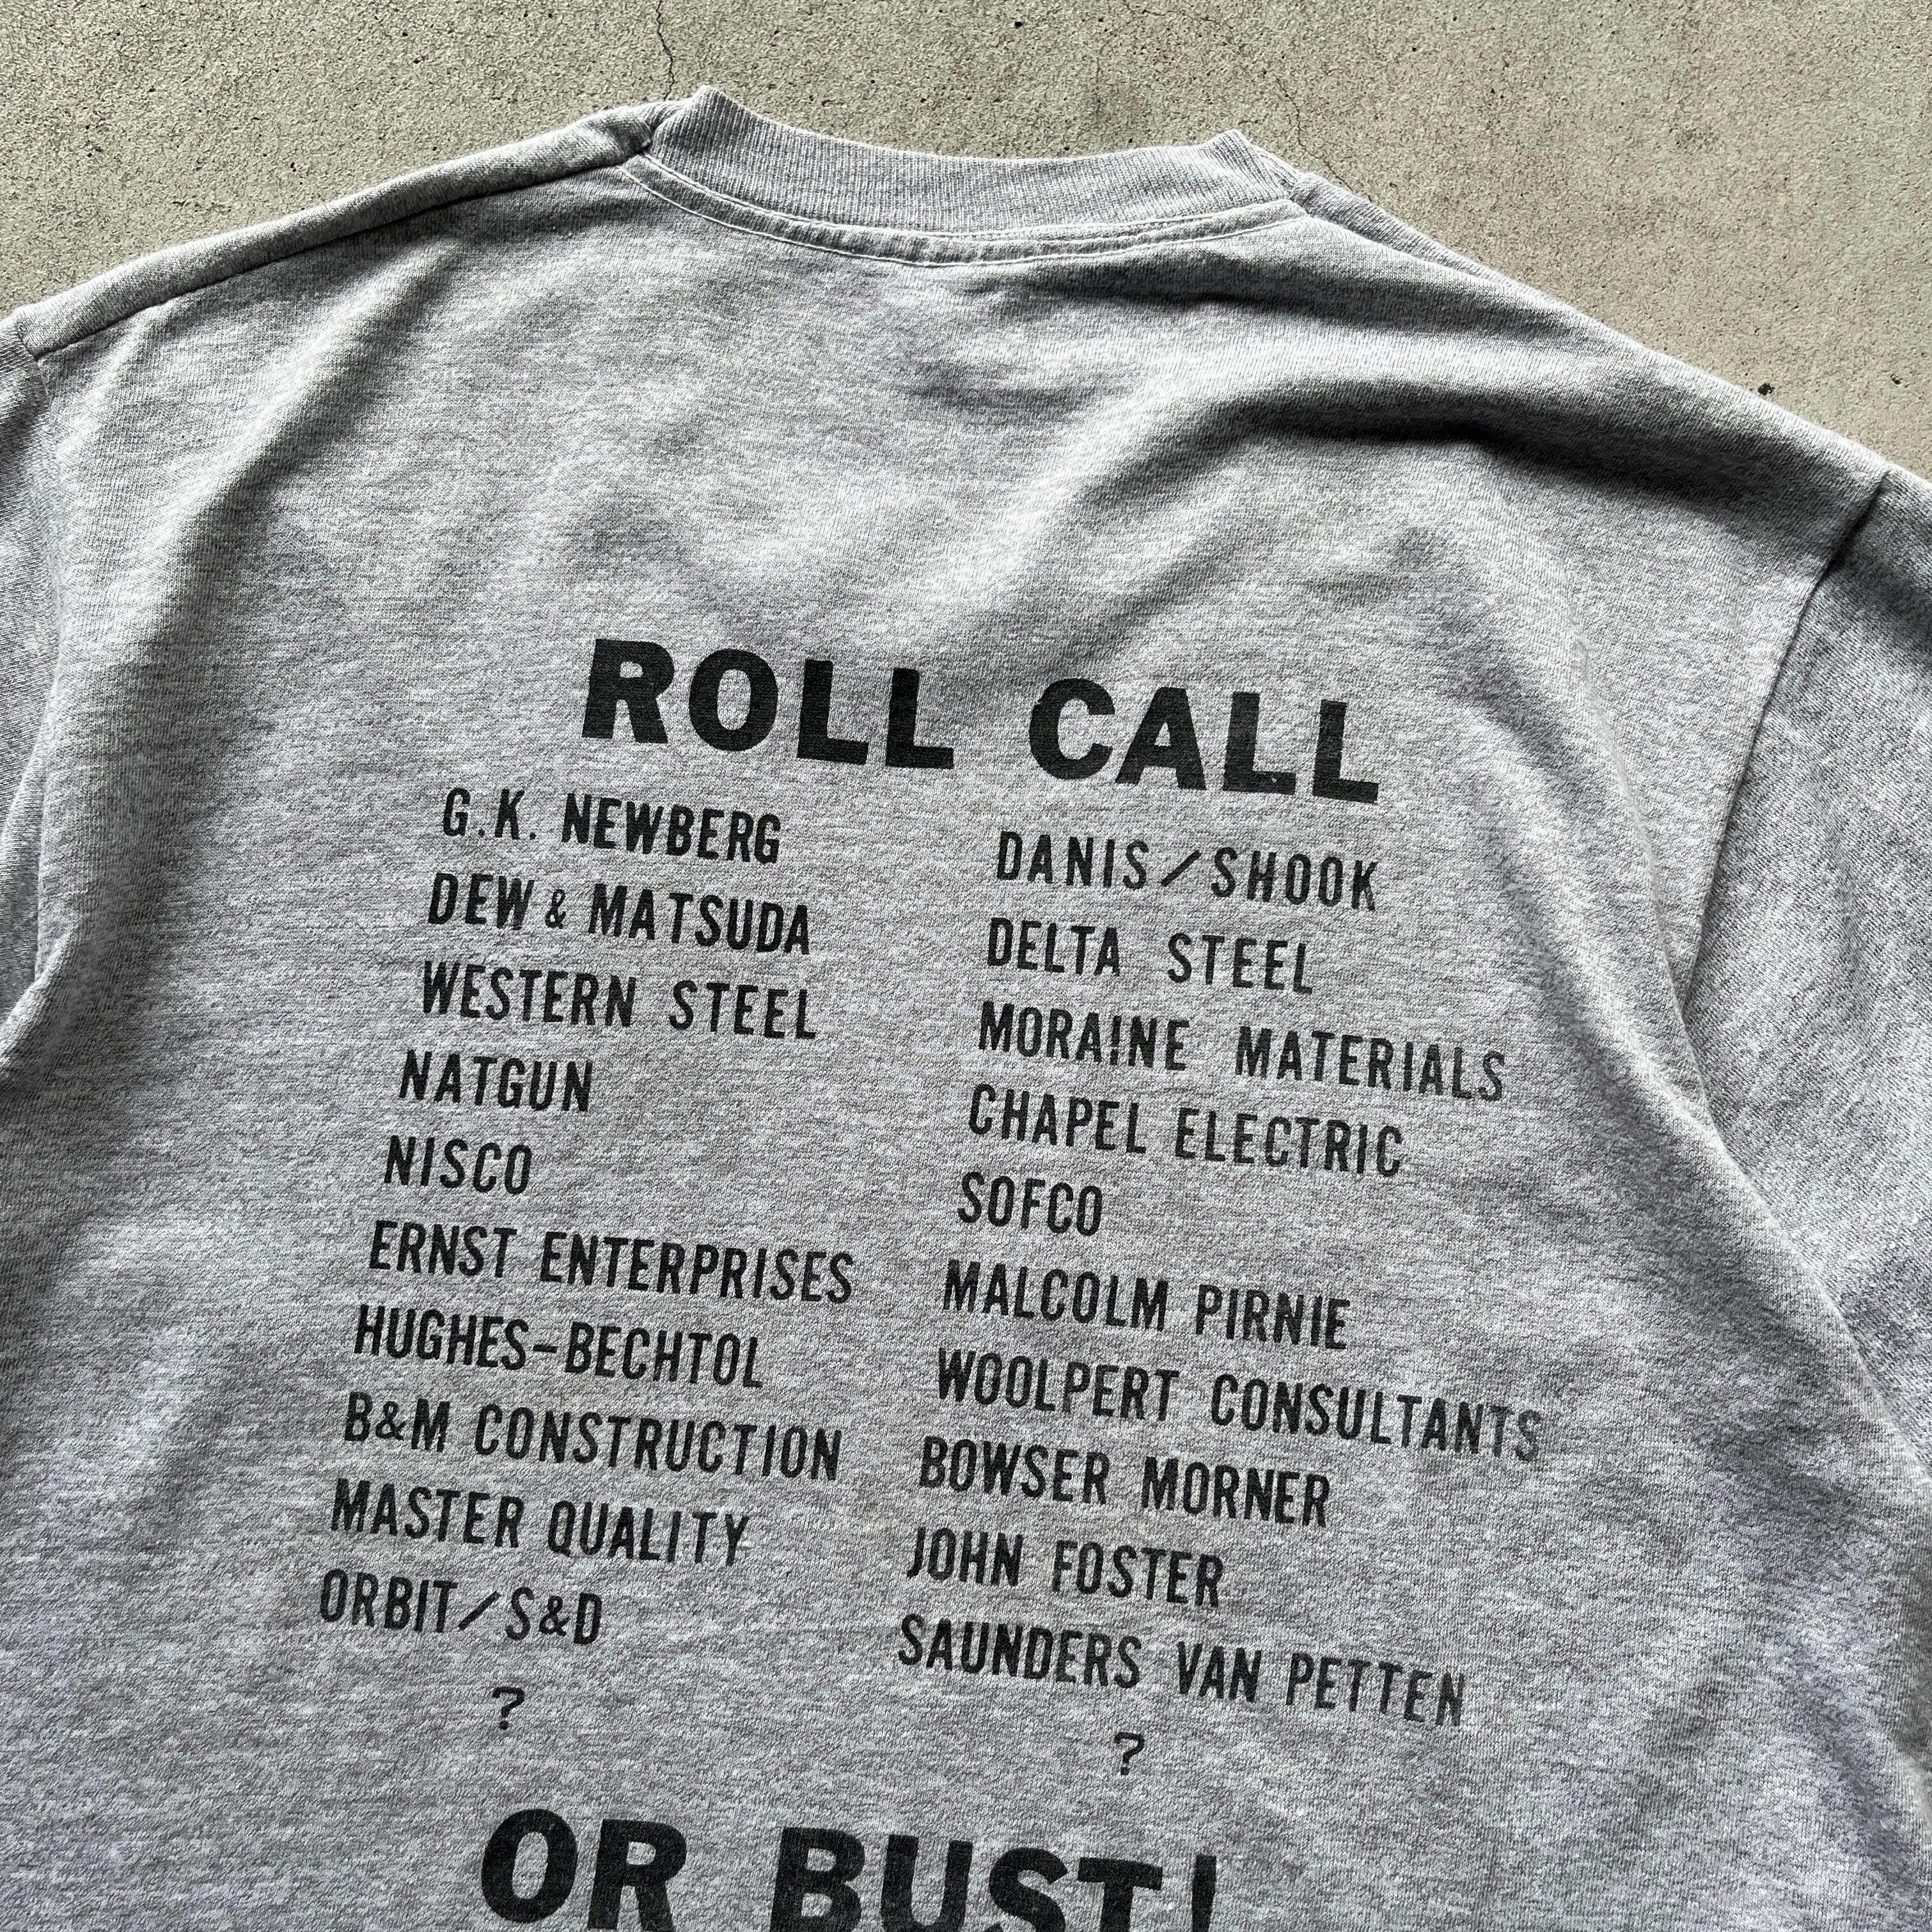 ROLL CALL
G.K. NEWBERG
DEW & MATSUDA
WESTERN STEEL
NATGUN
NISCO
ERNST ENTERPRISES
HUGHES-BECHTOL
B&M CONSTRUCTION
MASTER QUALITY
ORBIT/S&D
?
DANIS/SHOOK
DELTA STEEL
MORA!NE MATERIALS
CHAPEL ELECTRIC
SOFCO
MALCOLM PIRNIE
WOOLPERT CONSULTANTS
BOWSER MORNER
JOHN FOSTER
SAUNDERS VAN PETTEN
?
OR BUST!